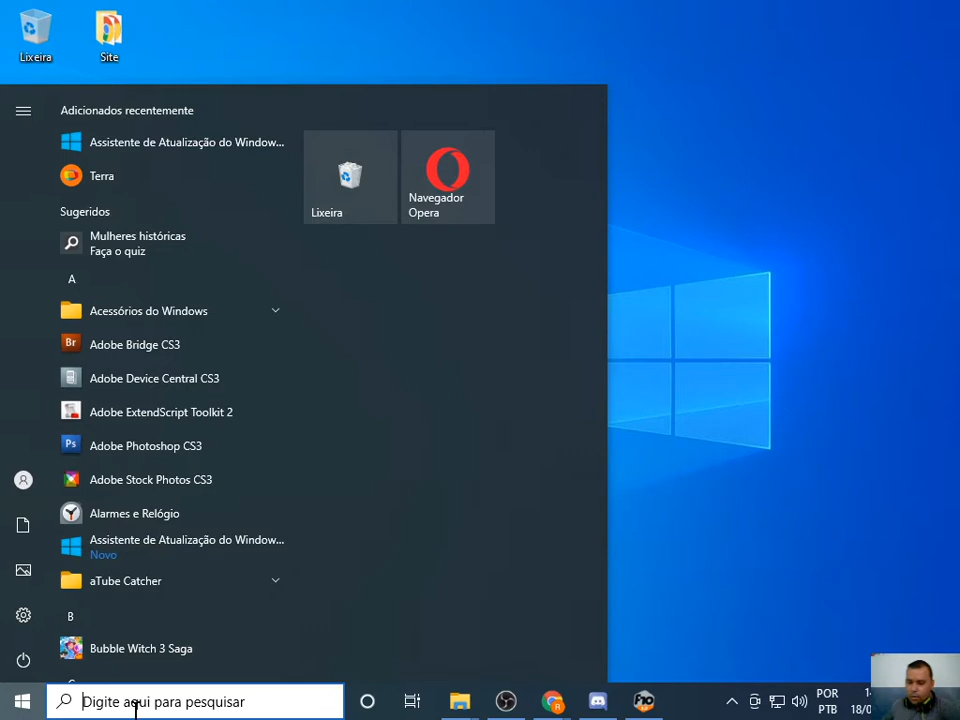 Lixeira
Site
Adicionados recentemente
Assistente de Atualização do Window...
Terra
Sugeridos
Mulheres históricas
Faça o quiz
A
Acessórios do Windows
Br
Adobe Bridge CS3
Adobe Device Central CS3
Adobe ExtendScript Toolkit 2
Ps
Adobe Photoshop CS3
Adobe Stock Photos CS3
Alarmes e Relógio
Assistente de Atualização do Window...
Novo
aTube Catcher
B
Bubble Witch 3 Saga
Lixeira
Navegador
Opera
Digite aqui para pesquisar
POR
PTB
18/0